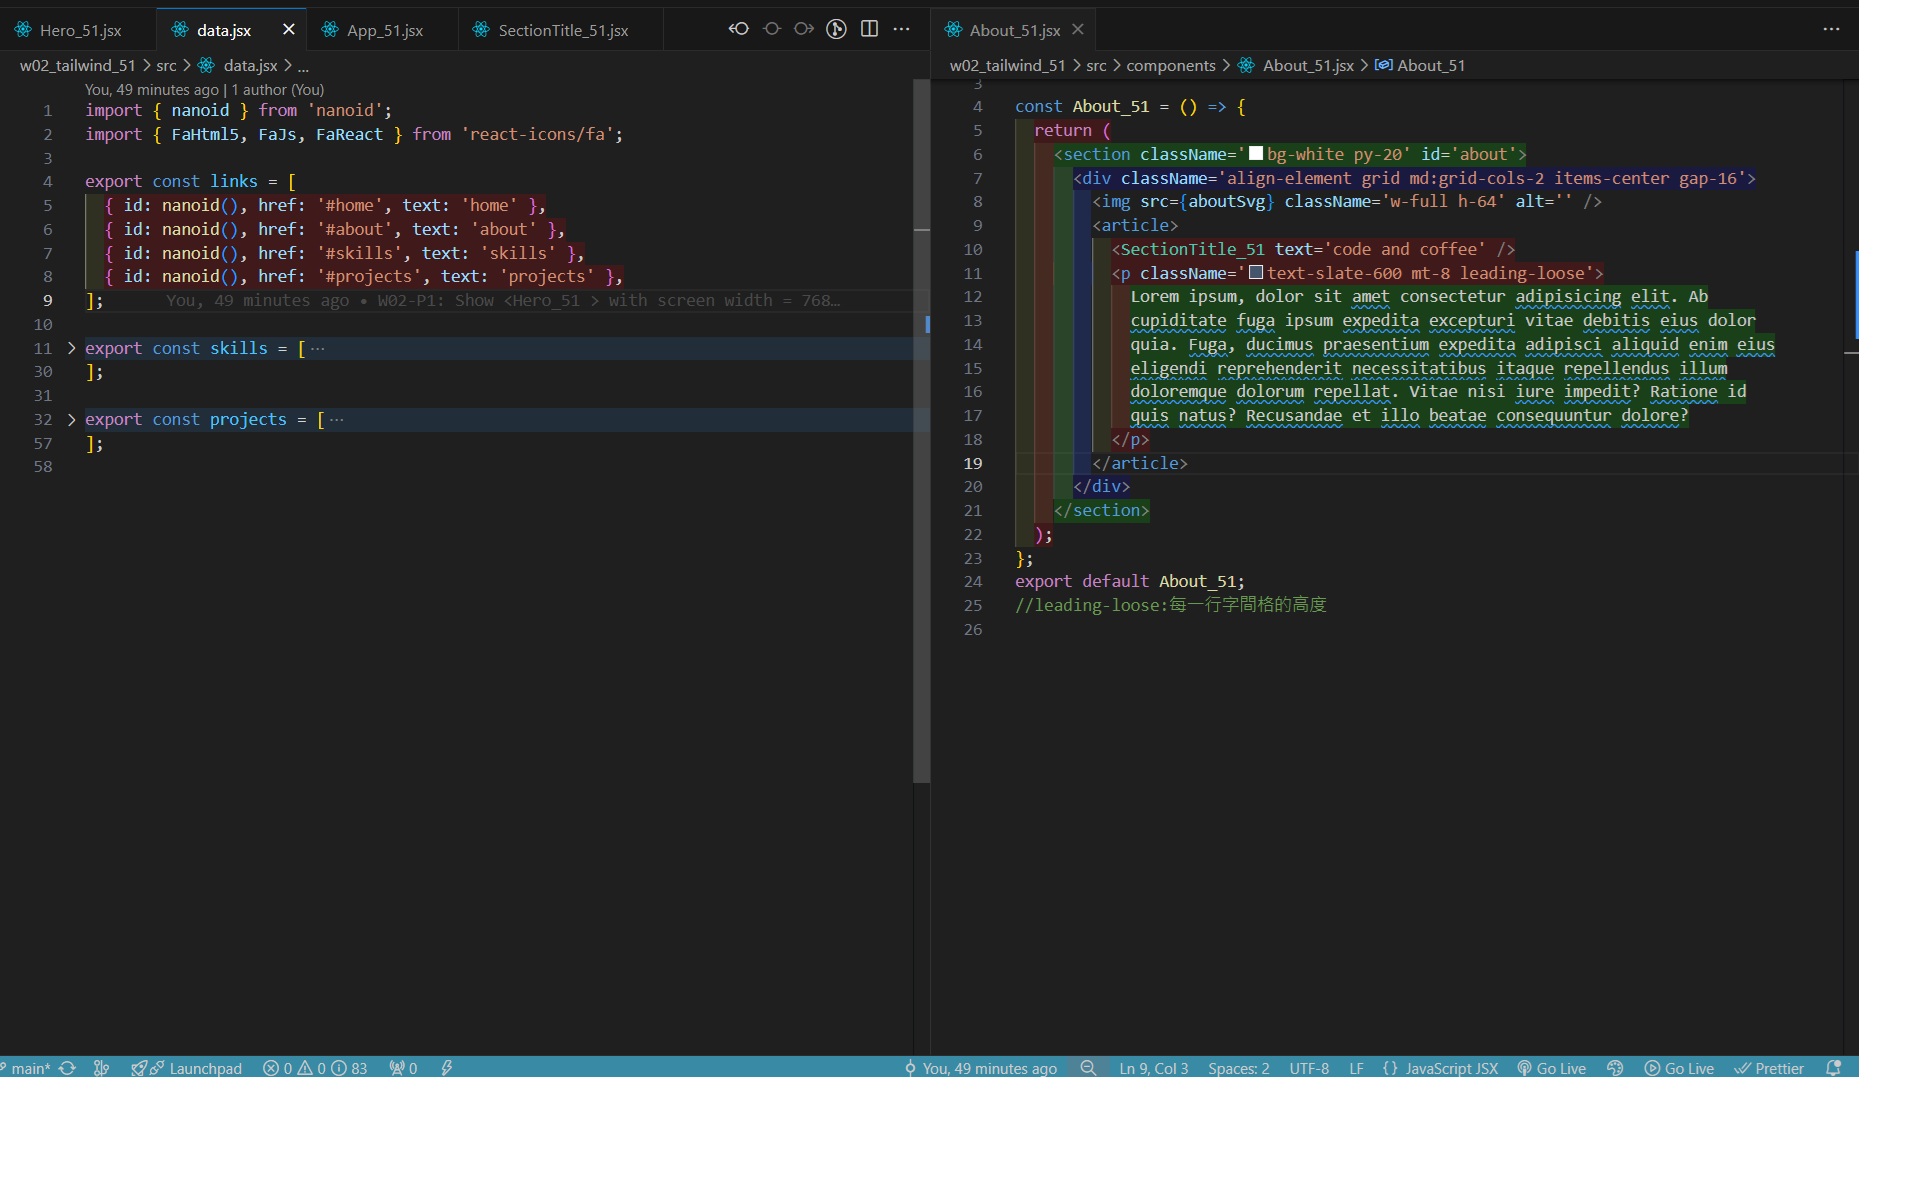 Hero_51.jsx
data.jsx
App_51.jsx
SectionTitle_51.jsx
w02_tailwind_51 > src > data.jsx > ...
You, 49 minutes ago | 1 author (You)
1 import { nanoid } from 'nanoid';
2 import { FaHtml5, FaJs, FaReact } from 'react-icons/fa';
3
4 export const links = [
5 { id: nanoid(), href: '#home', text: 'home' },
6 { id: nanoid(), href: '#about', text: 'about' },
7 { id: nanoid(), href: '#skills', text: 'skills' },
8 { id: nanoid(), href: '#projects', text: 'projects' },
9 ]; You, 49 minutes ago • W02-P1: Show <Hero_51 > with screen width = 768…
10
11 > export const skills = [ ...
30 ];
31
32 > export const projects = [ ...
57 ];
58
About_51.jsx
w02_tailwind_51 > src > components > About_51.jsx > About_51
3
4 const About_51 = () => {
5 return (
6 <section className='bg-white py-20' id='about'>
7 <div className='align-element grid md:grid-cols-2 items-center gap-16'>
8 <img src={aboutSvg} className='w-full h-64' alt='' />
9 <article>
10 <SectionTitle_51 text='code and coffee' />
11 <p className='text-slate-600 mt-8 leading-loose'>
12 Lorem ipsum, dolor sit amet consectetur adipisicing elit. Ab
13 cupiditate fuga ipsum expedita excepturi vitae debitis eius dolor
14 quia. Fuga, ducimus praesentium expedita adipisci aliquid enim eius
15 eligendi reprehenderit necessitatibus itaque repellendus illum
16 doloremque dolorum repellat. Vitae nisi iure impedit? Ratione id
17 quis natus? Recusandae et illo beatae consequuntur dolore?
18 </p>
19 </article>
20 </div>
21 </section>
22 );
23 };
24 export default About_51;
25 //leading-loose:每一行字間格的高度
26
main* Launchpad 0 0 83 0 You, 49 minutes ago Ln 9, Col 3 Spaces: 2 UTF-8 LF {} JavaScript JSX Go Live Go Live Prettier